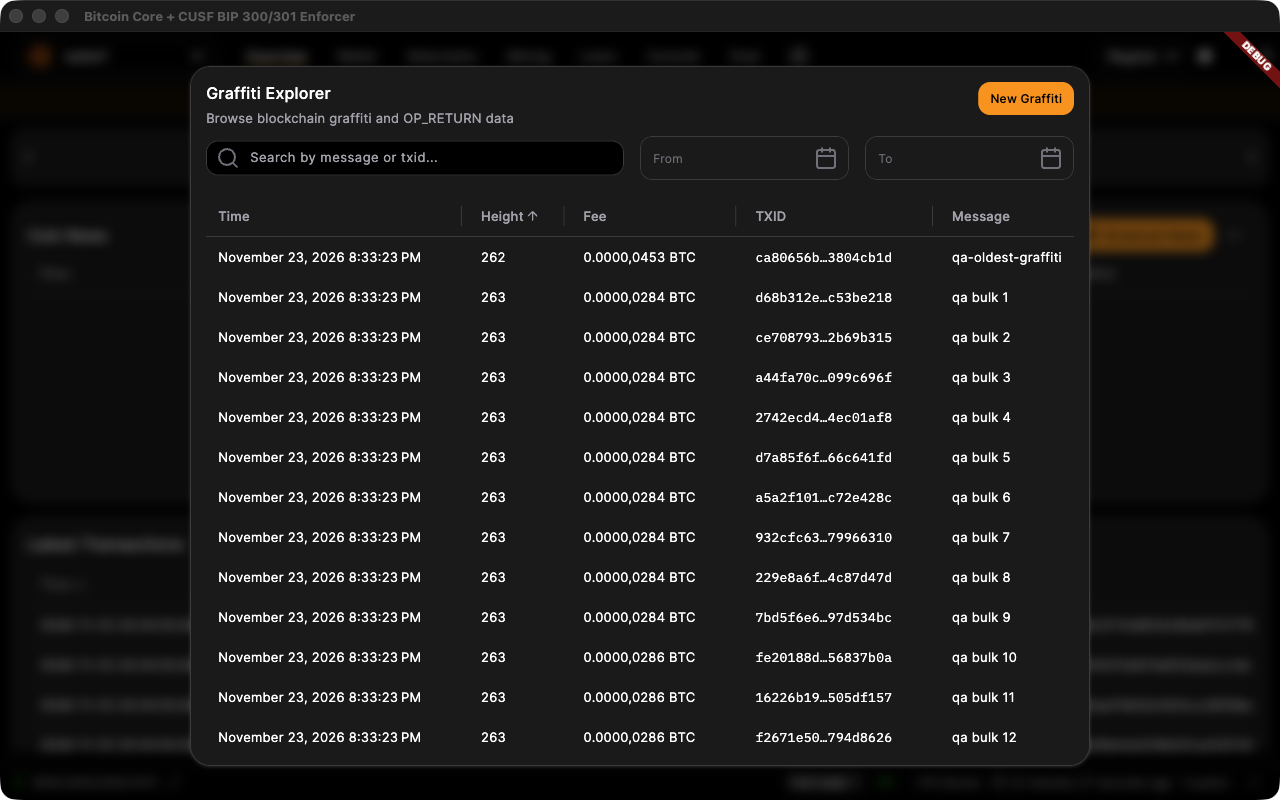 Bitcoin Core + CUSF BIP 300/301 Enforcer
DEBUG
Graffiti Explorer
New Graffiti
Browse blockchain graffiti and OP_RETURN data
Search by message or txid...
From
To
Time Height ↑ Fee TXID Message
November 23, 2026 8:33:23 PM 262 0.0000,0453 BTC ca80656b…3804cb1d qa-oldest-graffiti
November 23, 2026 8:33:23 PM 263 0.0000,0284 BTC d68b312e…c53be218 qa bulk 1
November 23, 2026 8:33:23 PM 263 0.0000,0284 BTC ce708793…2b69b315 qa bulk 2
November 23, 2026 8:33:23 PM 263 0.0000,0284 BTC a44fa70c…099c696f qa bulk 3
November 23, 2026 8:33:23 PM 263 0.0000,0284 BTC 2742ecd4…4ec01af8 qa bulk 4
November 23, 2026 8:33:23 PM 263 0.0000,0284 BTC d7a85f6f…66c641fd qa bulk 5
November 23, 2026 8:33:23 PM 263 0.0000,0284 BTC a5a2f101…c72e428c qa bulk 6
November 23, 2026 8:33:23 PM 263 0.0000,0284 BTC 932cfc63…79966310 qa bulk 7
November 23, 2026 8:33:23 PM 263 0.0000,0284 BTC 229e8a6f…4c87d47d qa bulk 8
November 23, 2026 8:33:23 PM 263 0.0000,0284 BTC 7bd5f6e6…97d534bc qa bulk 9
November 23, 2026 8:33:23 PM 263 0.0000,0286 BTC fe20188d…56837b0a qa bulk 10
November 23, 2026 8:33:23 PM 263 0.0000,0286 BTC 16226b19…505df157 qa bulk 11
November 23, 2026 8:33:23 PM 263 0.0000,0286 BTC f2671e50…794d8626 qa bulk 12